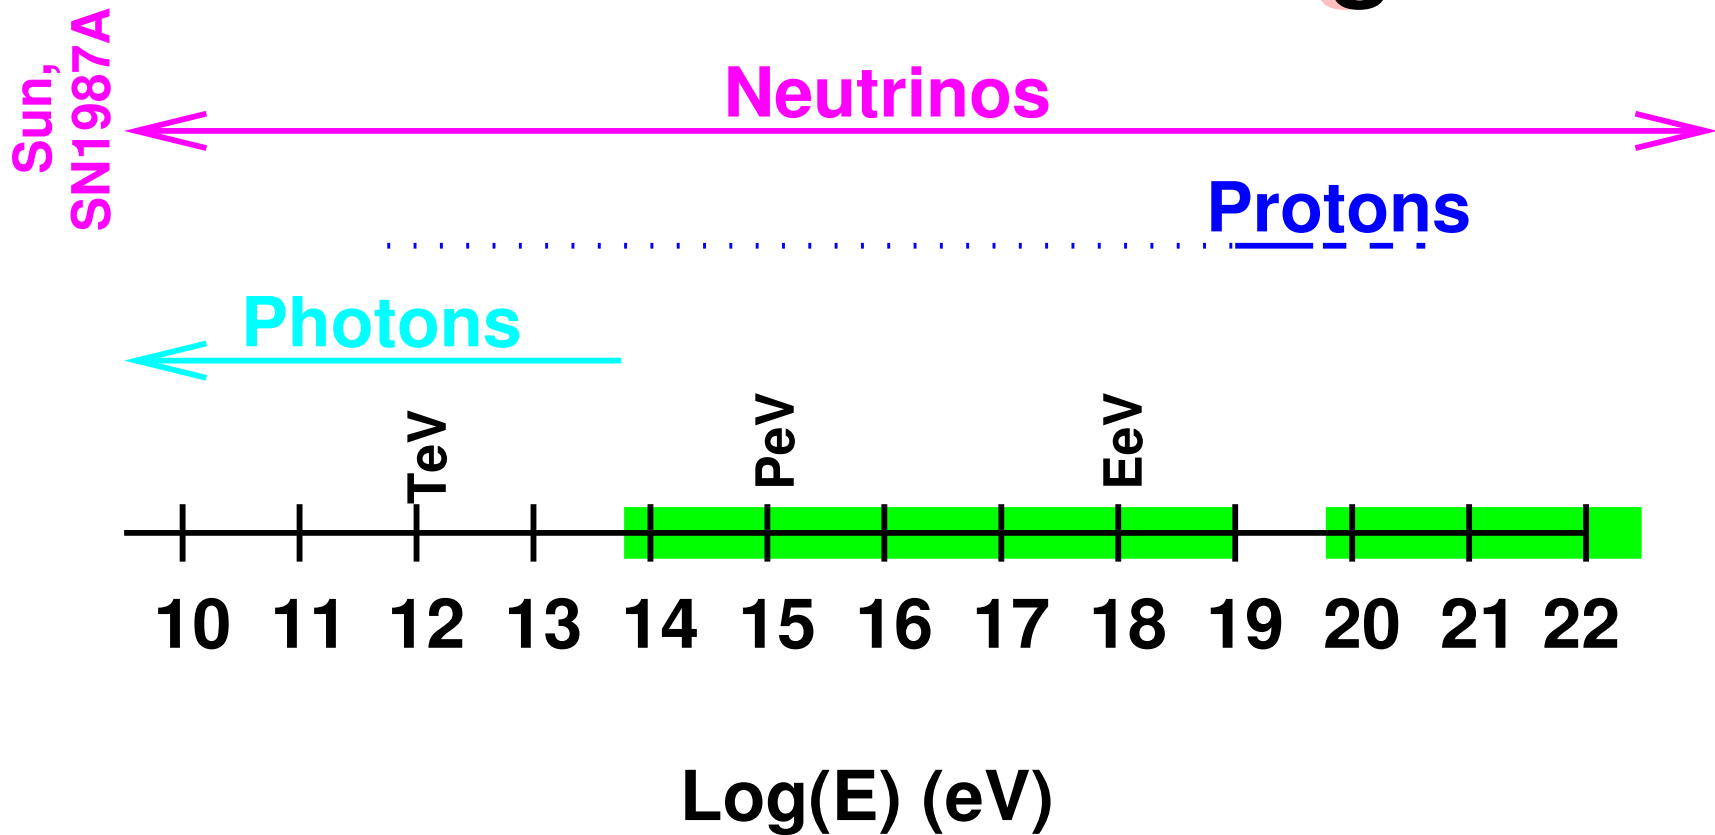 Sun,
SN1987A
Neutrinos
Protons
Photons
TeV
PeV
EeV
10 11 12 13 14 15 16 17 18 19 20 21 22
Log(E) (eV)